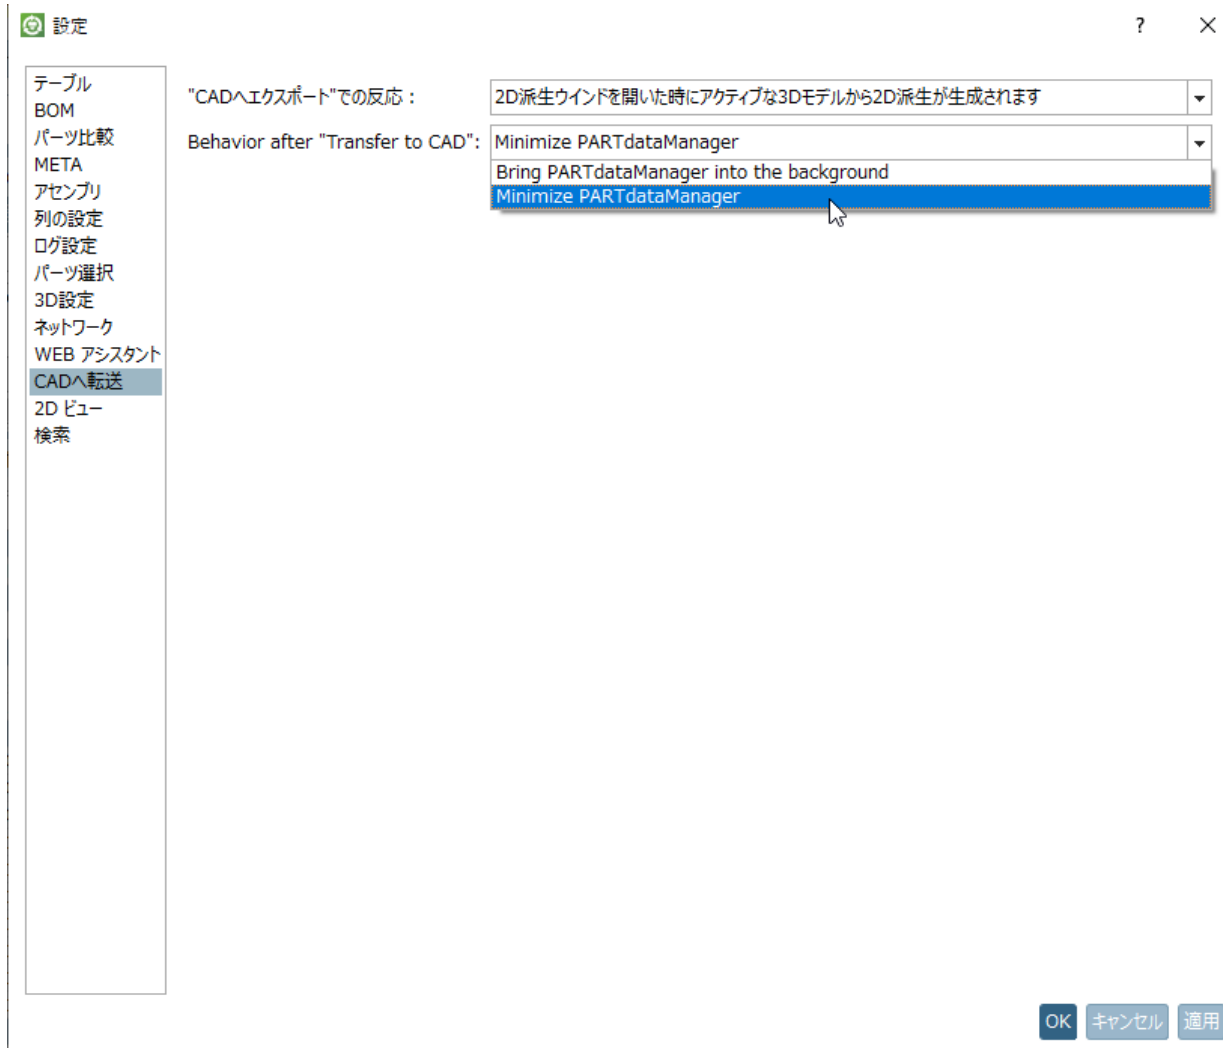 設定
?
テーブル
BOM
パーツ比較
META
アセンブリ
列の設定
ログ設定
パーツ選択
3D設定
ネットワーク
WEB アシスタント
CADへ転送
2D ビュー
検索
"CADへエクスポート"での反応：
2D派生ウインドを開いた時にアクティブな3Dモデルから2D派生が生成されます
Behavior after "Transfer to CAD":
Minimize PARTdataManager
Bring PARTdataManager into the background
Minimize PARTdataManager
OK
キャンセル
適用